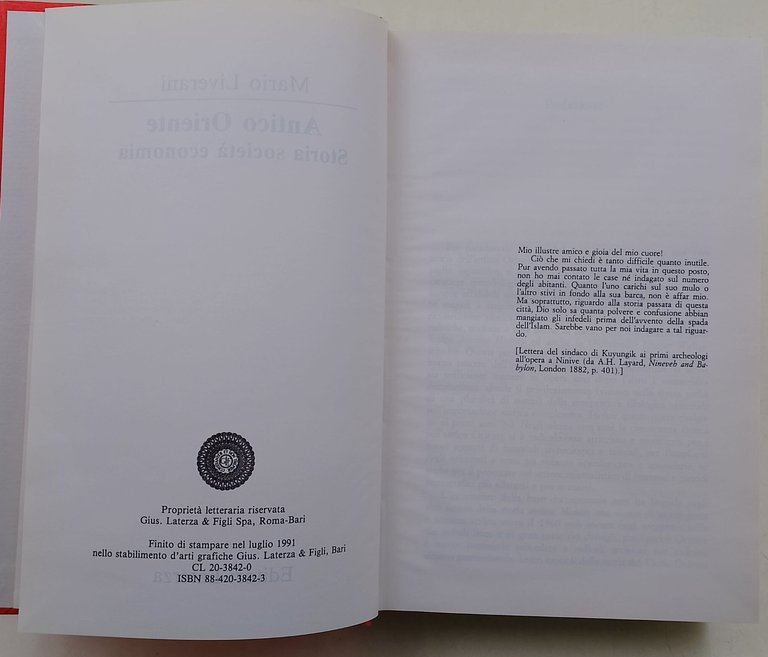 Mario Liverani
Antico Oriente
Storia società economia
Proprietà letteraria riservata
Gius. Laterza & Figli Spa, Roma-Bari
Finito di stampare nel luglio 1991
nello stabilimento d'arti grafiche Gius. Laterza & Figli, Bari
CL 20-3842-0
ISBN 88-420-3842-3
Mio illustre amico e gioia del mio cuore!
Ciò che mi chiedi è tanto difficile quanto inutile.
Pur avendo passato tutta la mia vita in questo posto,
non ho mai contato le case né indagato sul numero
degli abitanti. Quanto l'uno carichi sul suo mulo o
l'altro stivi in fondo alla sua barca, non è affar mio.
Ma soprattutto, riguardo alla storia passata di questa
città, Dio solo sa quanta polvere e confusione abbian
mangiato gli infedeli prima dell'avvento della spada
dell'Islam. Sarebbe vano per noi indagare a tal riguar-
do.
[Lettera del sindaco di Kuyungik ai primi archeologi
all'opera a Ninive (da A.H. Layard, Nineveh and Ba-
bylon, London 1882, p. 401).]